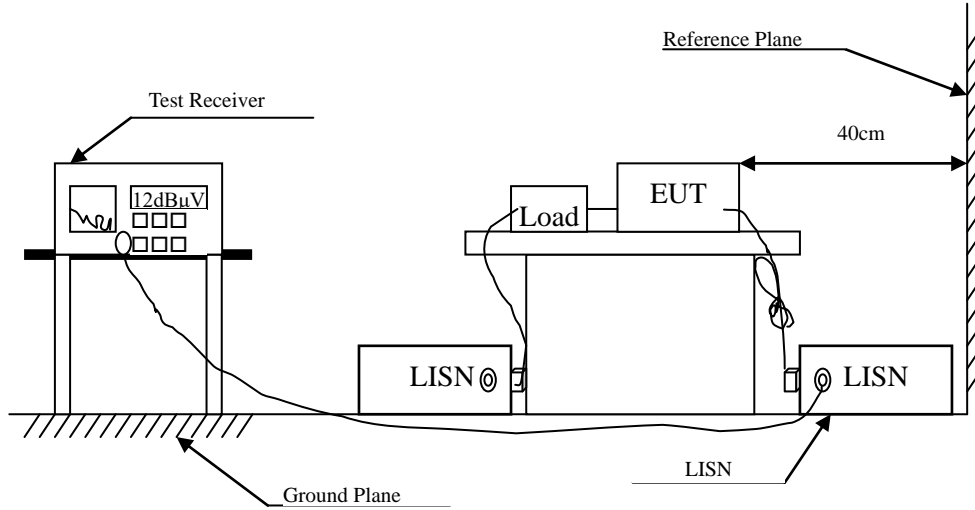 Reference Plane
Test Receiver
40cm
12dBµV
Load
EUT
LISN
LISN
LISN
Ground Plane